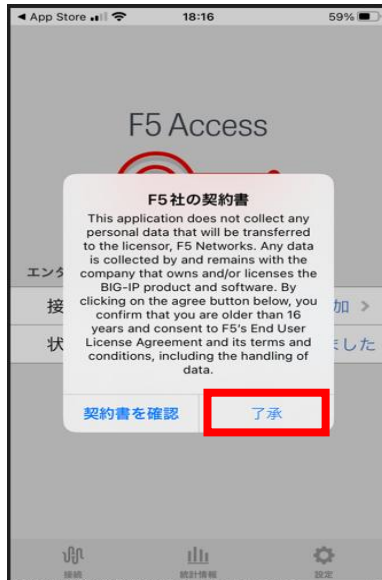 ◀ App Store 18:16 59%
F5 Access
F5 社の契約書
This application does not collect any
personal data that will be transferred
to the licensor, F5 Networks. Any data
is collected by and remains with the
company that owns and/or licenses the
BIG-IP product and software. By
clicking on the agree button below, you
confirm that you are older than 16
years and consent to F5's End User
License Agreement and its terms and
conditions, including the handling of
data.
エンタ
接 加 >
状 ました
契約書を確認 了承
接続 統計情報 設定